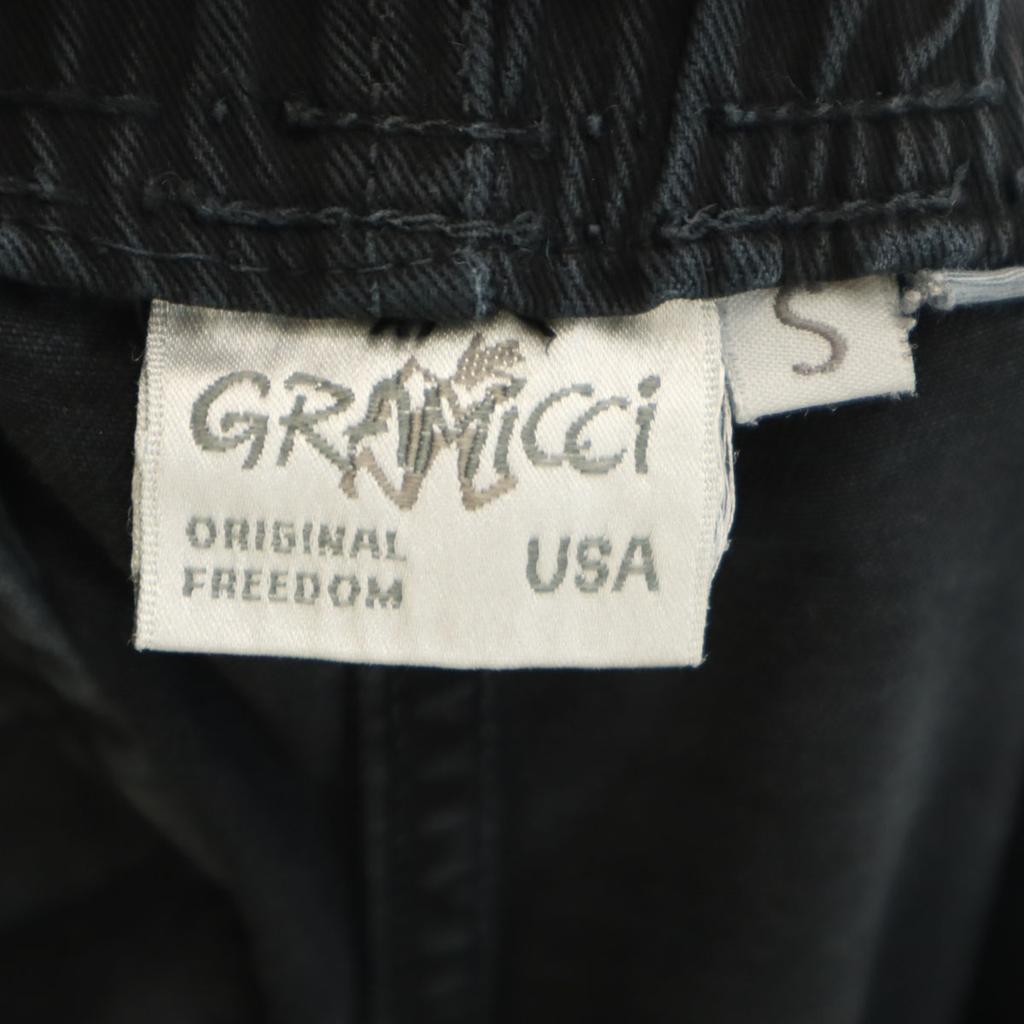 S
GRAMiCCi
ORIGINAL
FREEDOM
USA